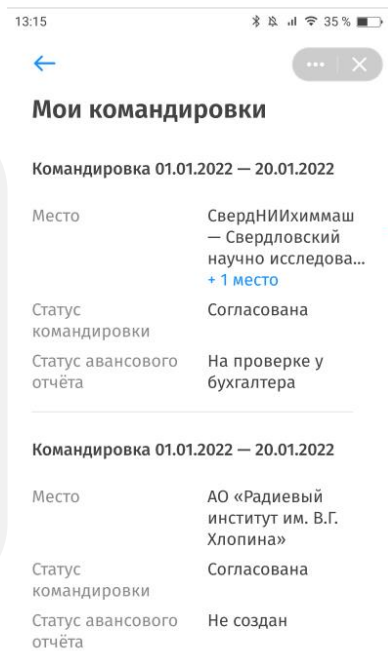 13:15
35 %
Мои командировки
Командировка 01.01.2022 — 20.01.2022
Место
СвердНИИхиммаш
— Свердловский
научно исследова...
+ 1 место
Статус
командировки
Согласована
Статус авансового
отчёта
На проверке у
бухгалтера
Командировка 01.01.2022 — 20.01.2022
Место
АО «Радиевый
институт им. В.Г.
Хлопина»
Статус
командировки
Согласована
Статус авансового
отчёта
Не создан